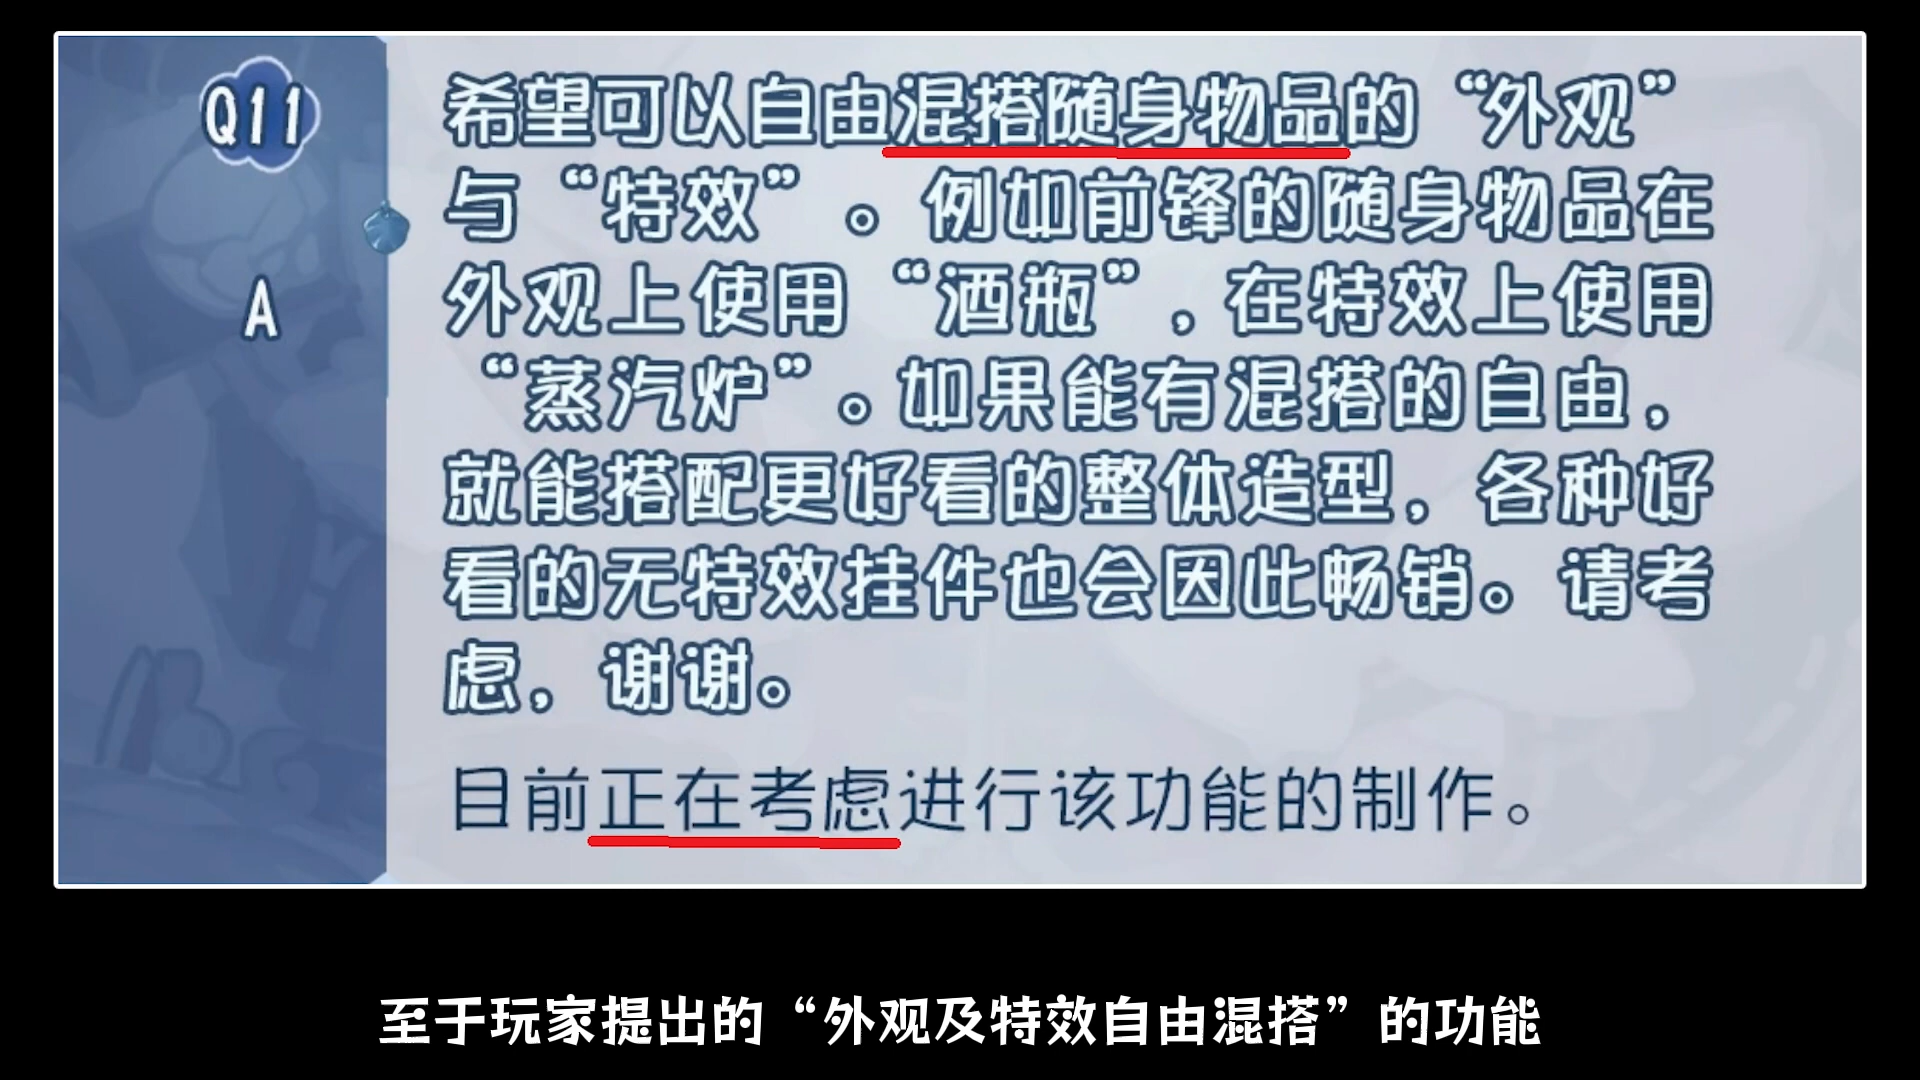 Q11
希望可以自由混搭随身物品的“外观”
与“特效”。例如前锋的随身物品在
外观上使用“酒瓶”，在特效上使用
“蒸汽炉”。如果能有混搭的自由，
就能搭配更好看的整体造型，各种好
看的无特效挂件也会因此畅销。请考
虑，谢谢。
A
目前正在考虑进行该功能的制作。
至于玩家提出的“外观及特效自由混搭”的功能